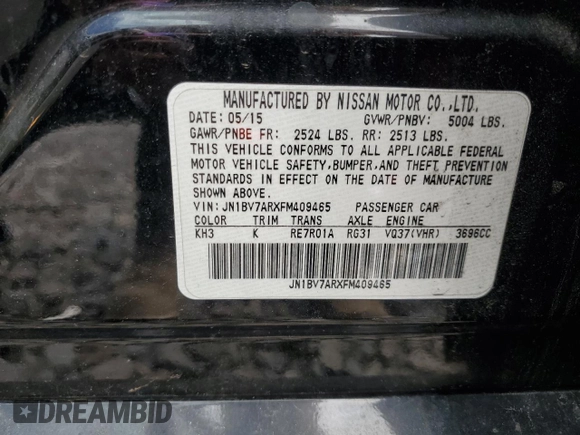 MANUFACTURED BY NISSAN MOTOR CO.,LTD.
DATE: 05/15 GVWR/PNBV: 5004 LBS.
GAWR/PNBE FR: 2524 LBS. RR: 2513 LBS.
THIS VEHICLE CONFORMS TO ALL APPLICABLE FEDERAL
MOTOR VEHICLE SAFETY,BUMPER,AND THEFT PREVENTION
STANDARDS IN EFFECT ON THE DATE OF MANUFACTURE
SHOWN ABOVE.
VIN: JN1BV7ARXFM409465 PASSENGER CAR
COLOR TRIM TRANS AXLE ENGINE
KH3 K RE7R01A RG31 VQ37(VHR) 3696CC
JN1BV7ARXFM409465
DREAMBID